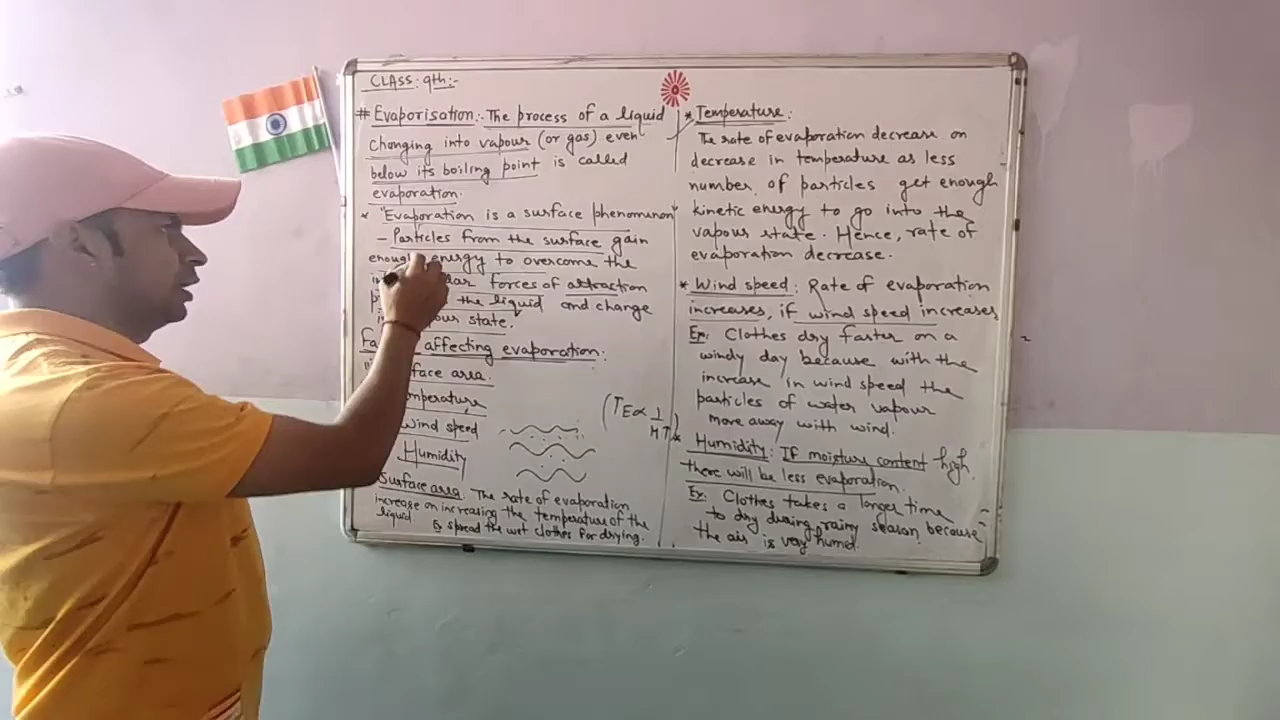 CLASS: 9th:-
# Evaporisation:- The process of a liquid
changing into vapour (or gas) even
below its boiling point is called
evaporation.
* "Evaporation is a surface phenomenon"
- Particles from the surface gain
enough energy to overcome the
forces of attraction
the liquid and change
state.
affecting evaporation:
face area.
mperature
wind speed
Humidity
(TE ∝ 1/HT)
Surface area: The rate of evaporation
increase on increasing the temperature of the
liquid.
Ex spread the wet clothes for drying.
* Temperature:
The rate of evaporation decrease on
decrease in temperature as less
number of particles get enough
kinetic energy to go into the
vapour state. Hence, rate of
evaporation decrease.
* Wind speed: Rate of evaporation
increases, if wind speed increases
Ex: Clothes dry faster on a
windy day because with the
increase in wind speed the
particles of water vapour
move away with wind.
* Humidity: If moisture content high
there will be less evaporation.
Ex: Clothes takes a longer time
to dry during rainy season because
the air is very humid.